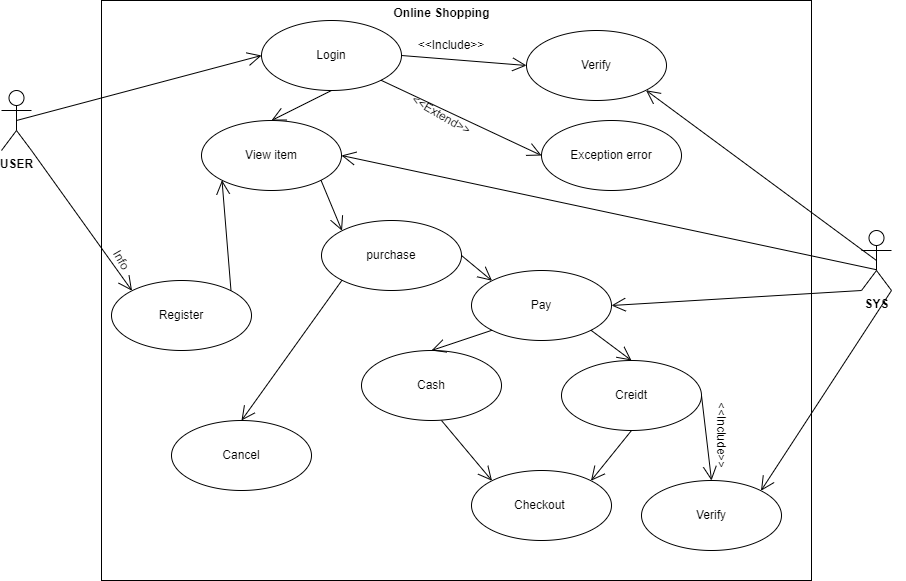 Online Shopping
Login
<<Include>>
Verify
<<Extend>>
USER
View item
Exception error
Info
purchase
SYS
Register
Pay
Cash
Creidt
<<Include>>
Cancel
Checkout
Verify